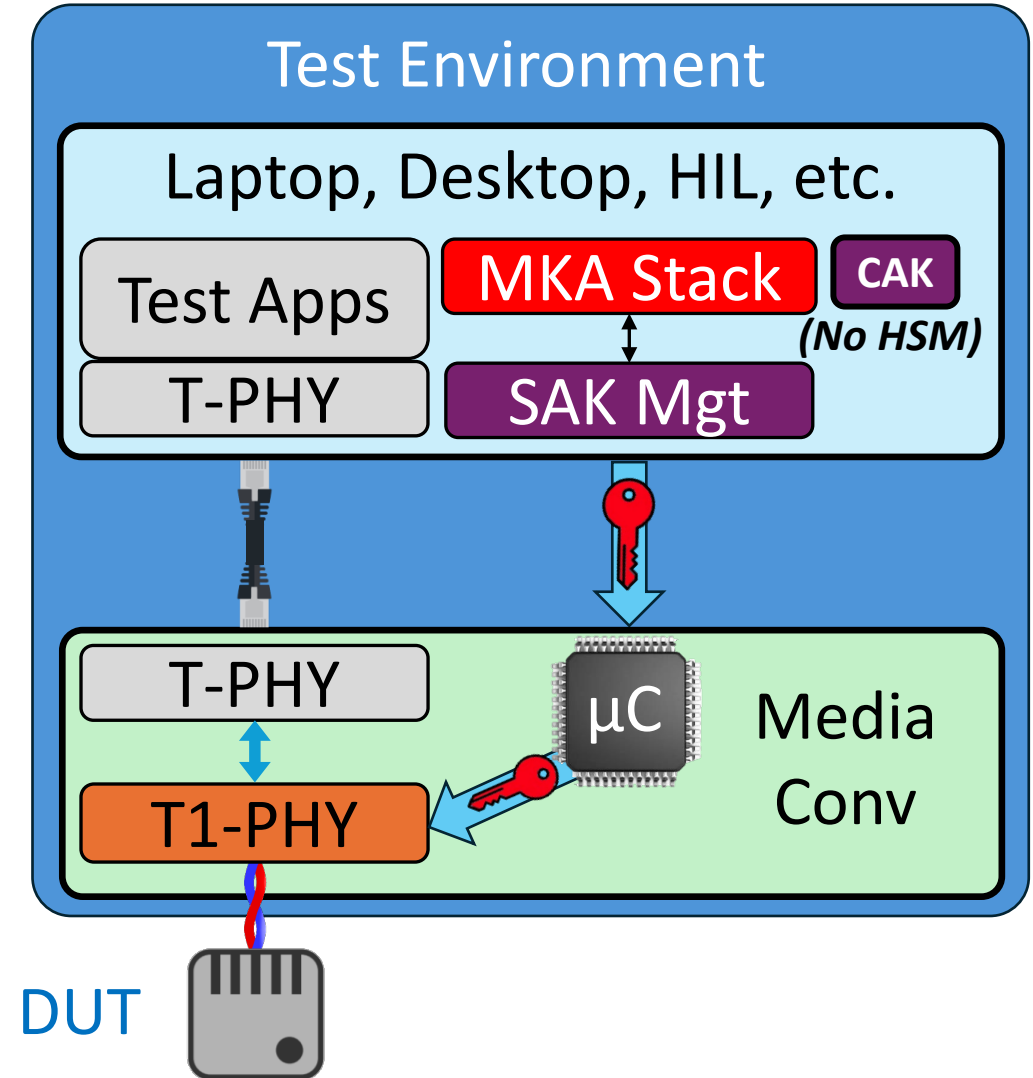 Test Environment
Laptop, Desktop, HIL, etc.
Test Apps
MKA Stack
CAK
(No HSM)
T-PHY
SAK Mgt
T-PHY
µC
Media
Conv
T1-PHY
DUT